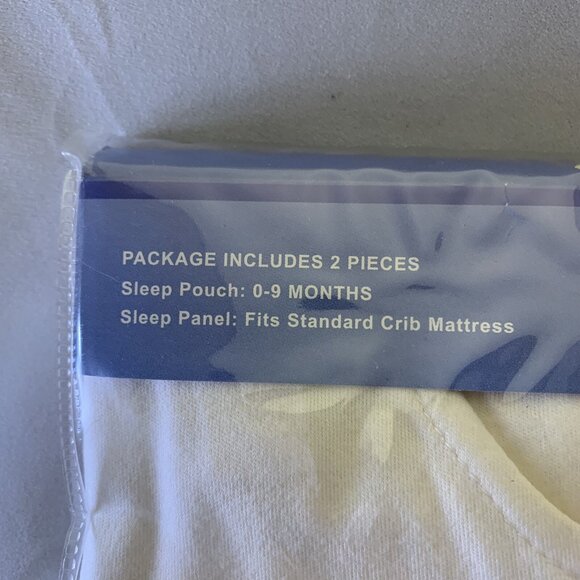 PACKAGE INCLUDES 2 PIECES
Sleep Pouch: 0-9 MONTHS
Sleep Panel: Fits Standard Crib Mattress